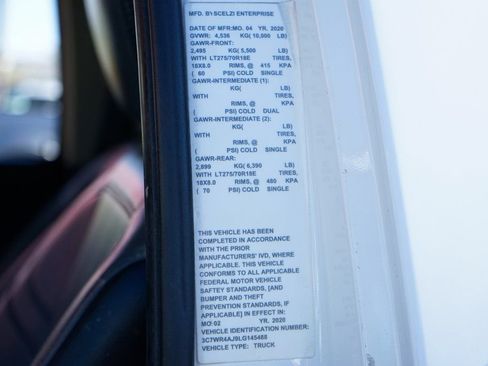 MFD. BY SCELZI ENTERPRISE
DATE OF MFR: MO. 04 YR. 2020
GVWR: 4,536 KG( 10,000 LB)
GAWR-FRONT:
2,495 KG( 5,500 LB)
WITH LT275/70R18E TIRES,
18X8.0 RIMS, @ 415 KPA
( 60 PSI) COLD SINGLE
GAWR-INTERMEDIATE (1):
KG( LB)
WITH TIRES,
RIMS, @ KPA
( PSI) COLD DUAL
GAWR-INTERMEDIATE (2):
KG( LB)
WITH TIRES,
RIMS, @ KPA
( PSI) COLD SINGLE
GAWR-REAR:
2,899 KG( 6,390 LB)
WITH LT275/70R18E TIRES,
18X8.0 RIMS, @ 480 KPA
( 70 PSI) COLD SINGLE
THIS VEHICLE HAS BEEN
COMPLETED IN ACCORDANCE
WITH THE PRIOR
MANUFACTURERS' IVD, WHERE
APPLICABLE. THIS VEHICLE
CONFORMS TO ALL APPLICABLE
FEDERAL MOTOR VEHICLE
SAFTEY STANDARDS, [AND
BUMPER AND THEFT
PREVENTION STANDARDS, IF
APPLICABLE] IN EFFECT IN:
MO: 02 YR. 2020
VEHICLE IDENTIFICATION NUMBER:
3C7WR4AJ9LG145488
VEHICLE TYPE: TRUCK